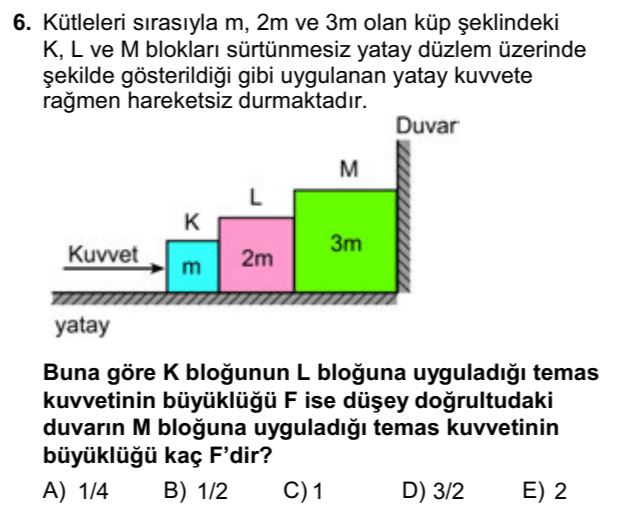 6. Kütleleri sırasıyla m, 2m ve 3m olan küp şeklindeki
K, L ve M blokları sürtünmesiz yatay düzlem üzerinde
şekilde gösterildiği gibi uygulanan yatay kuvvete
rağmen hareketsiz durmaktadır.
Duvar
M
L
K
Kuvvet
m
2m
3m
yatay
Buna göre K bloğunun L bloğuna uyguladığı temas
kuvvetinin büyüklüğü F ise düşey doğrultudaki
duvarın M bloğuna uyguladığı temas kuvvetinin
büyüklüğü kaç F'dir?
A) 1/4 B) 1/2 C) 1 D) 3/2 E) 2